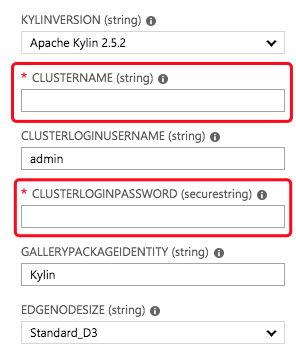 KYLINVERSION (string)
Apache Kylin 2.5.2
* CLUSTERNAME (string)
CLUSTERLOGINUSERNAME (string)
admin
* CLUSTERLOGINPASSWORD (securestring)
GALLERYPACKAGEIDENTITY (string)
Kylin
EDGENODESIZE (string)
Standard_D3